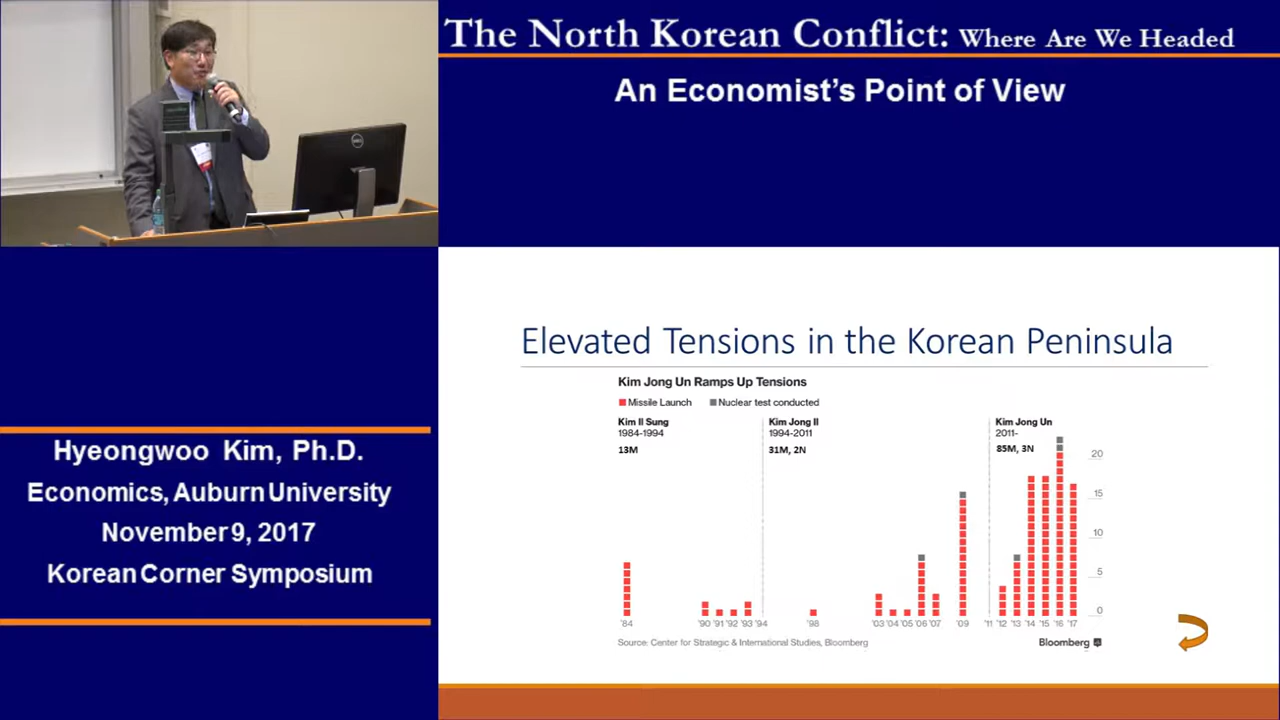 The North Korean Conflict: Where Are We Headed
An Economist's Point of View
DELL
Elevated Tensions in the Korean Peninsula
Kim Jong Un Ramps Up Tensions
Missile Launch Nuclear test conducted
Kim Il Sung Kim Jong Il Kim Jong Un
1984-1994 1994-2011 2011-
13M 31M, 2N 85M, 3N
20
15
10
5
0
'84 '90 '91 '92 '93 '94 '98 '03 '04 '05 '06 '07 '09 '11 '12 '13 '14 '15 '16 '17
Source: Center for Strategic & International Studies, Bloomberg
Bloomberg
Hyeongwoo Kim, Ph.D.
Economics, Auburn University
November 9, 2017
Korean Corner Symposium